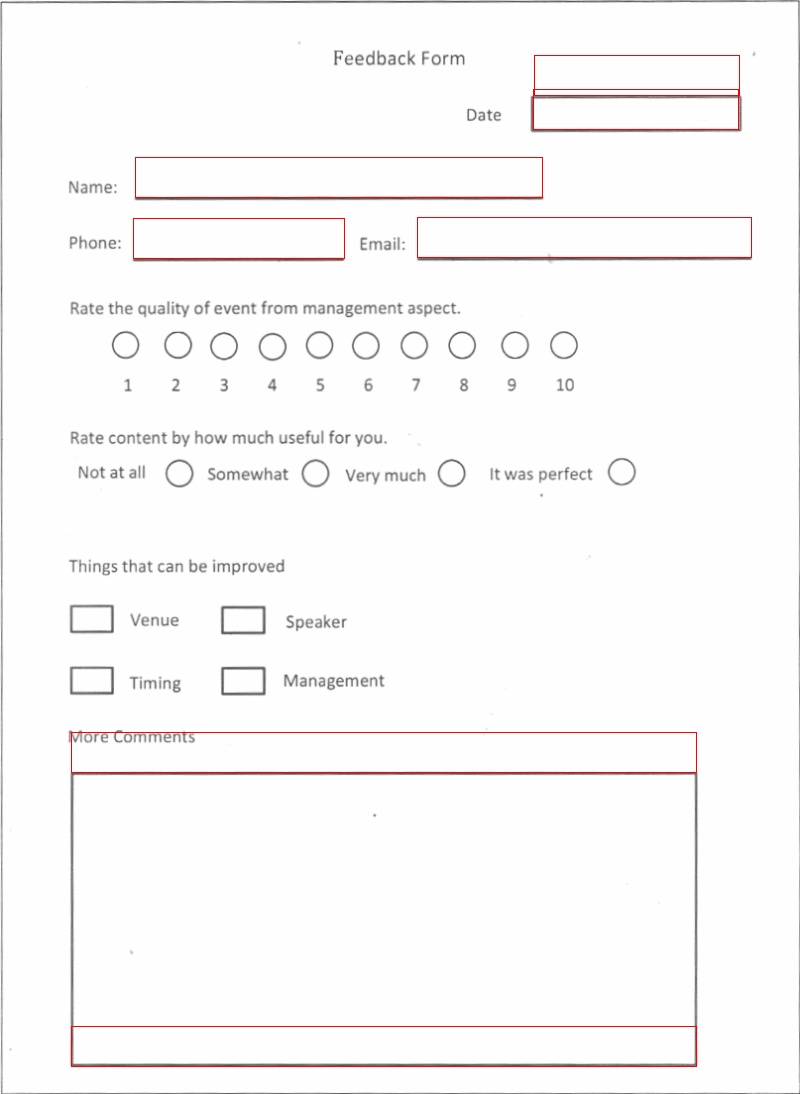 Feedback Form
Date
Name:
Phone: Email:
Rate the quality of event from management aspect.
1 2 3 4 5 6 7 8 9 10
Rate content by how much useful for you.
Not at all Somewhat Very much It was perfect
Things that can be improved
Venue Speaker
Timing Management
More Comments